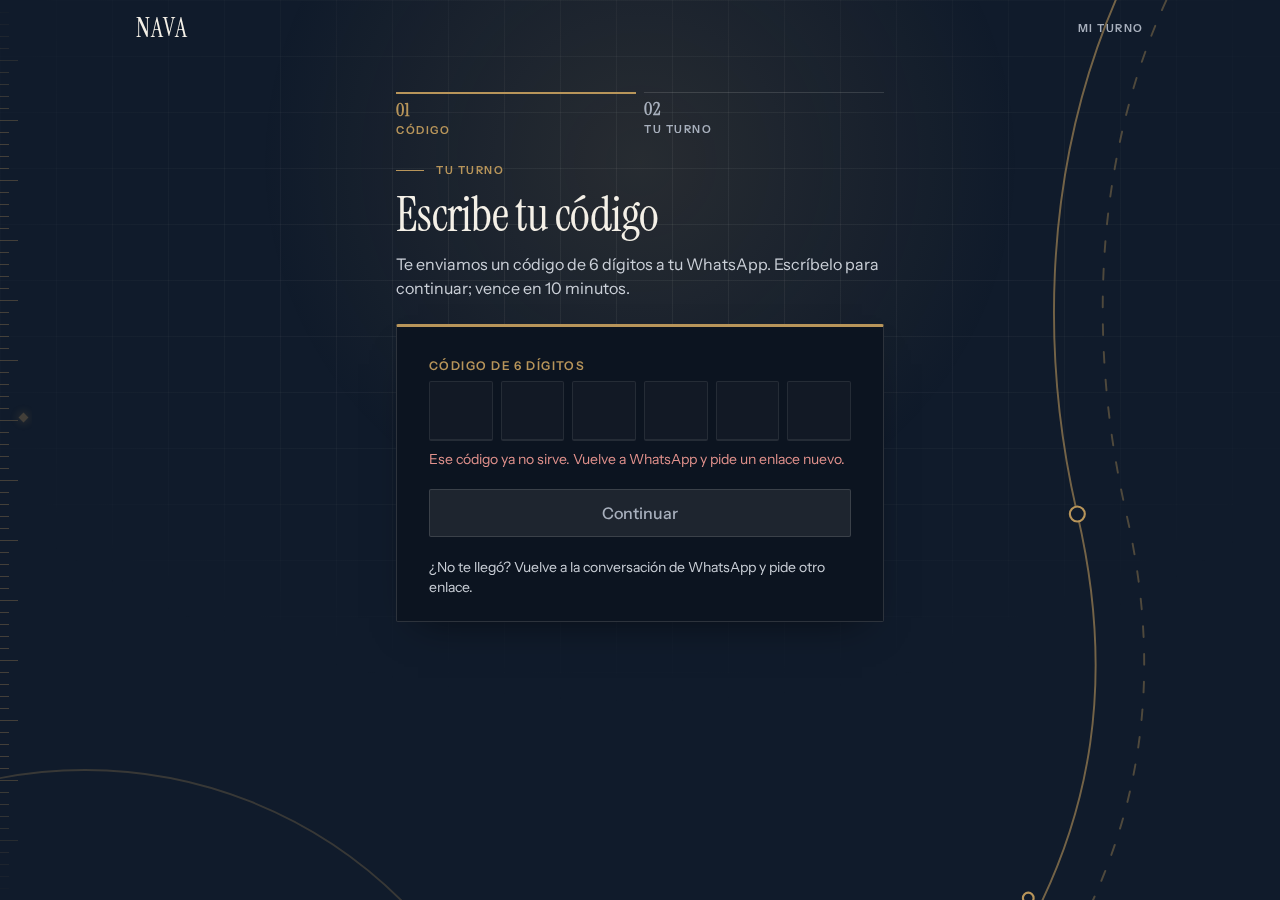 NAVA
MI TURNO
01
CÓDIGO
02
TU TURNO
TU TURNO
Escribe tu código
Te enviamos un código de 6 dígitos a tu WhatsApp. Escríbelo para
continuar; vence en 10 minutos.
CÓDIGO DE 6 DÍGITOS
Ese código ya no sirve. Vuelve a WhatsApp y pide un enlace nuevo.
Continuar
¿No te llegó? Vuelve a la conversación de WhatsApp y pide otro
enlace.